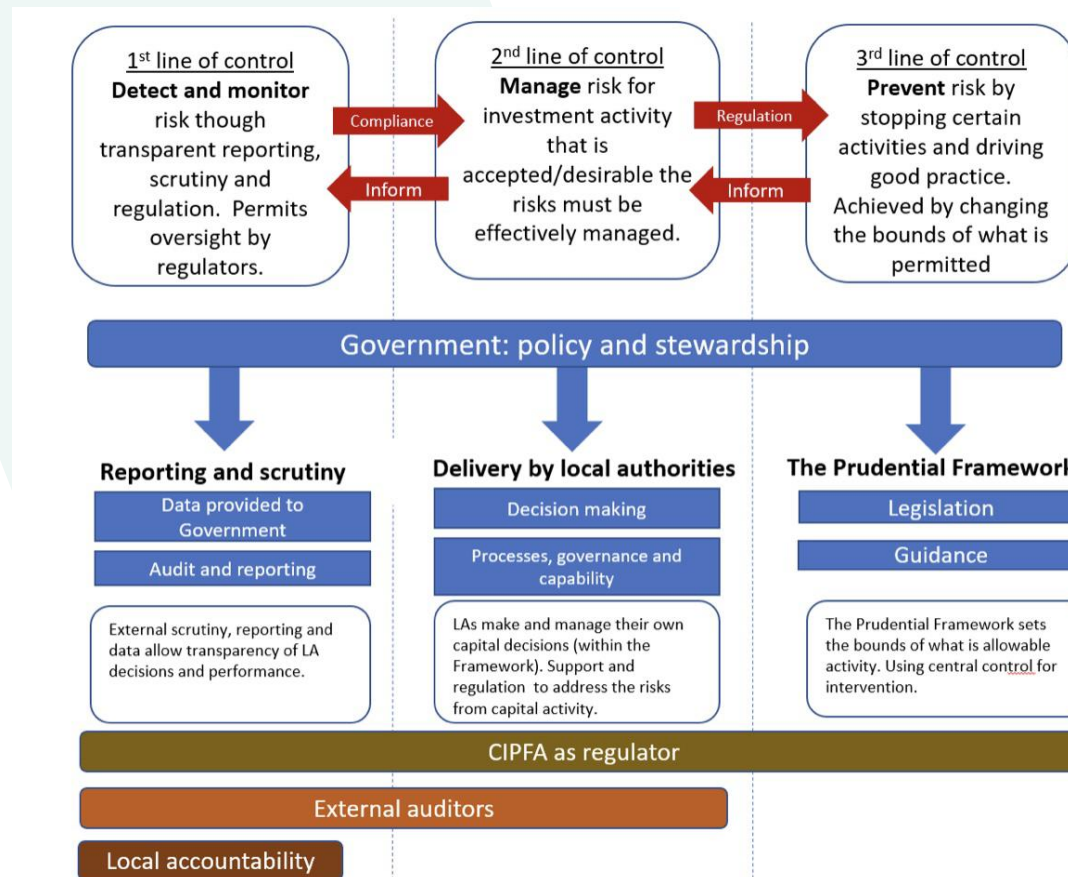 1st line of control
Detect and monitor
risk though
transparent reporting,
scrutiny and
regulation. Permits
oversight by
regulators.
Compliance
Inform
2nd line of control
Manage risk for
investment activity
that is
accepted/desirable the
risks must be
effectively managed.
Regulation
Inform
3rd line of control
Prevent risk by
stopping certain
activities and driving
good practice.
Achieved by changing
the bounds of what is
permitted
Government: policy and stewardship
Reporting and scrutiny
Data provided to
Government
Audit and reporting
External scrutiny, reporting and
data allow transparency of LA
decisions and performance.
Delivery by local authorities
Decision making
Processes, governance and
capability
LAs make and manage their own
capital decisions (within the
Framework). Support and
regulation to address the risks
from capital activity.
The Prudential Framework
Legislation
Guidance
The Prudential Framework sets
the bounds of what is allowable
activity. Using central control for
intervention.
CIPFA as regulator
External auditors
Local accountability